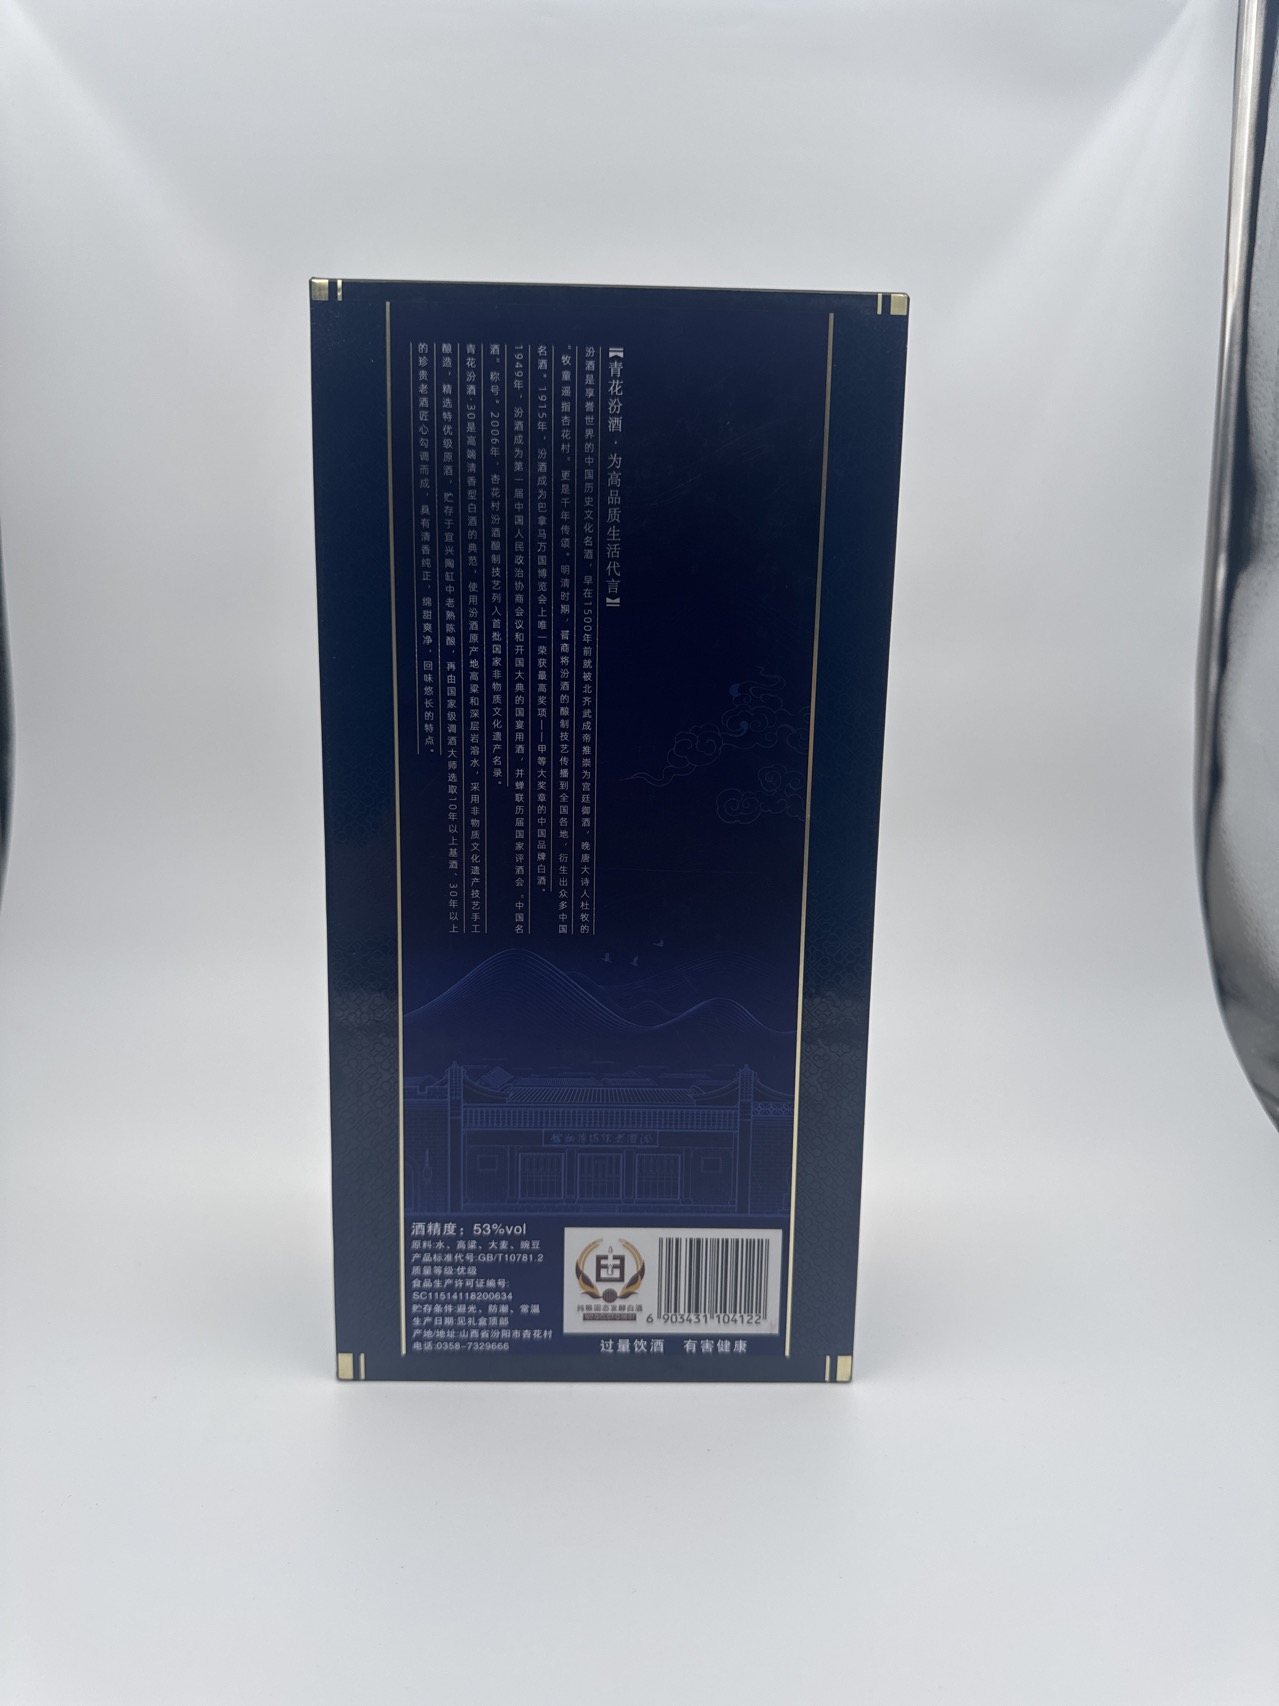 【青花汾酒·为高品质生活代言】
汾酒是享誉世界的中国历史文化名酒，早在1500年前就被北齐武成帝推崇为宫廷御酒，晚唐大诗人杜牧的
“牧童遥指杏花村”更是千年传颂。明清时期，晋商将汾酒的酿制技艺传播到全国各地，衍生出众多中国
名酒。1915年，汾酒成为巴拿马万国博览会上唯一荣获最高奖项——甲等大奖章的中国品牌白酒。
1949年，汾酒成为第一届中国人民政治协商会议和开国大典的国宴用酒，并蝉联历届国家评酒会“中国名
酒”称号。2006年，杏花村汾酒酿制技艺列入首批国家非物质文化遗产名录。
青花汾酒·30是高端清香型白酒的典范，使用汾酒原产地高粱和深层岩溶水，采用非物质文化遗产技艺手工
酿造，精选特优级原酒，贮存于宜兴陶缸中老熟陈酿，再由国家级调酒大师选取10年以上基酒、30年以上
的珍贵老酒匠心勾调而成，具有清香纯正，绵甜爽净，回味悠长的特点。
酒精度：53%vol
原料:水、高粱、大麦、豌豆
产品标准代号:GB/T10781.2
质量等级:优级
食品生产许可证编号:
SC11514118200634
贮存条件:避光、防潮、常温
生产日期:见礼盒顶部
产地/地址:山西省汾阳市杏花村
电话:0358-7329666
纯粮固态发酵白酒
6 903431 104122
过量饮酒 有害健康